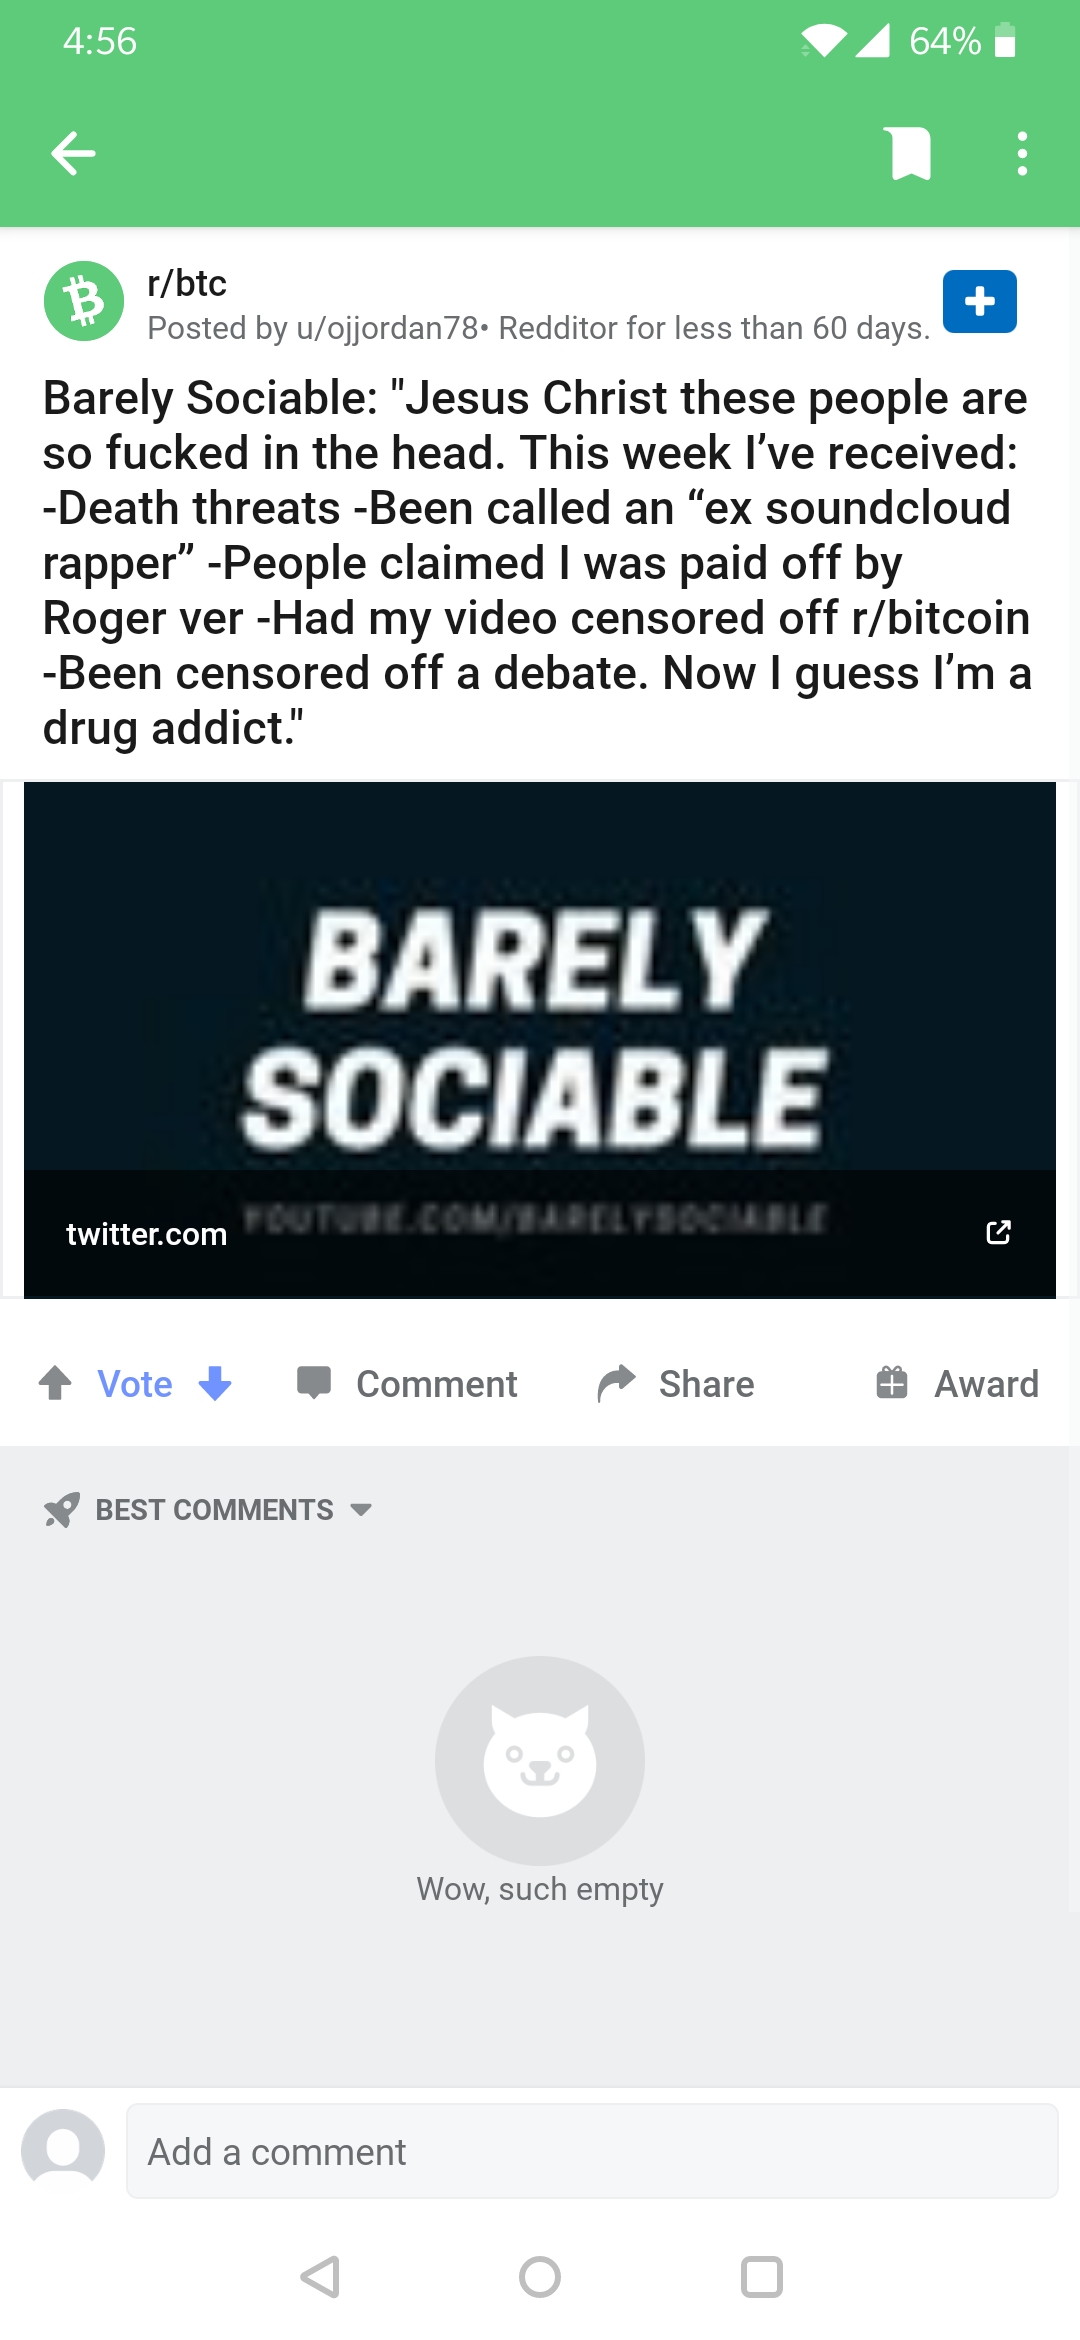 4:56
64%
r/btc
Posted by u/ojjordan78• Redditor for less than 60 days.
Barely Sociable: "Jesus Christ these people are
so fucked in the head. This week I’ve received:
-Death threats -Been called an “ex soundcloud
rapper” -People claimed I was paid off by
Roger ver -Had my video censored off r/bitcoin
-Been censored off a debate. Now I guess I’m a
drug addict."
BARELY
SOCIABLE
YOUTUBE.COM/BARELYSOCIABLE
twitter.com
Vote
Comment
Share
Award
BEST COMMENTS
Wow, such empty
Add a comment